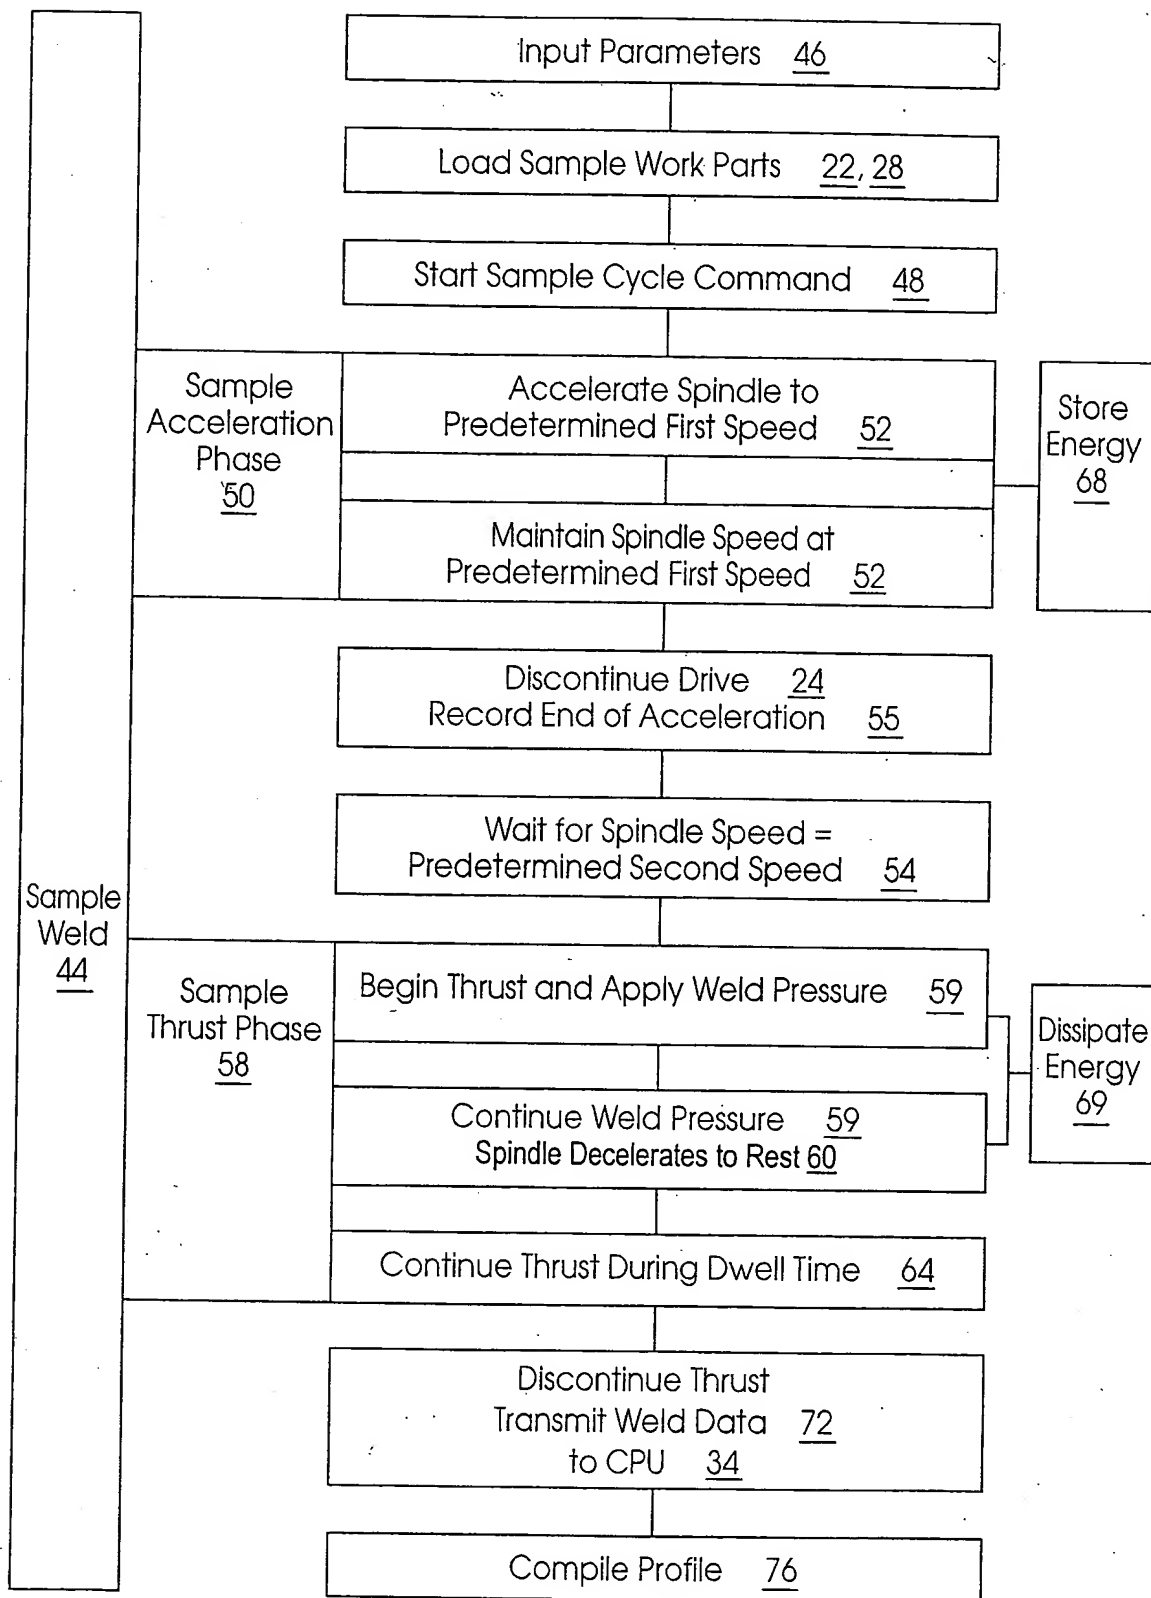 Input Parameters 46
Load Sample Work Parts 22, 28
Start Sample Cycle Command 48
Sample
Acceleration
Phase
50
Accelerate Spindle to
Predetermined First Speed 52
Maintain Spindle Speed at
Predetermined First Speed 52
Store
Energy
68
Discontinue Drive 24
Record End of Acceleration 55
Wait for Spindle Speed =
Predetermined Second Speed 54
Sample
Weld
44
Sample
Thrust Phase
58
Begin Thrust and Apply Weld Pressure 59
Continue Weld Pressure 59
Spindle Decelerates to Rest 60
Dissipate
Energy
69
Continue Thrust During Dwell Time 64
Discontinue Thrust
Transmit Weld Data 72
to CPU 34
Compile Profile 76